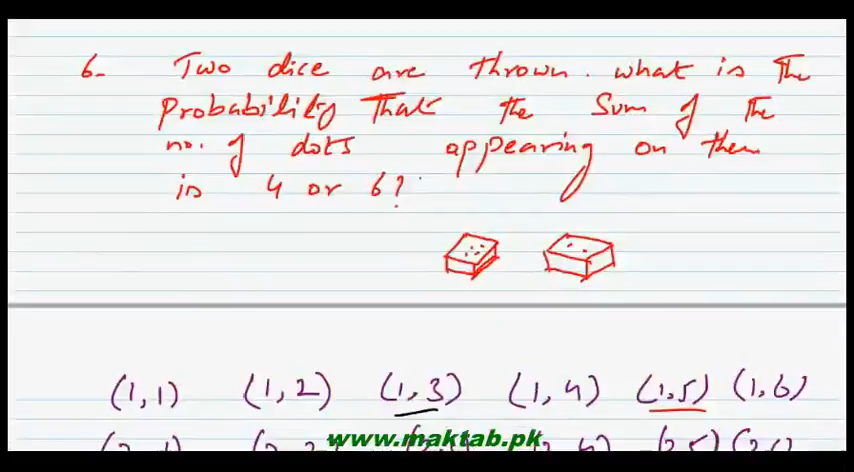 6- Two dice are thrown. what is The
Probability That the Sum of the
no. of dots appearing on them
is 4 or 6?
(1,1) (1,2) (1,3) (1,4) (1,5) (1,6)
www.maktab.pk